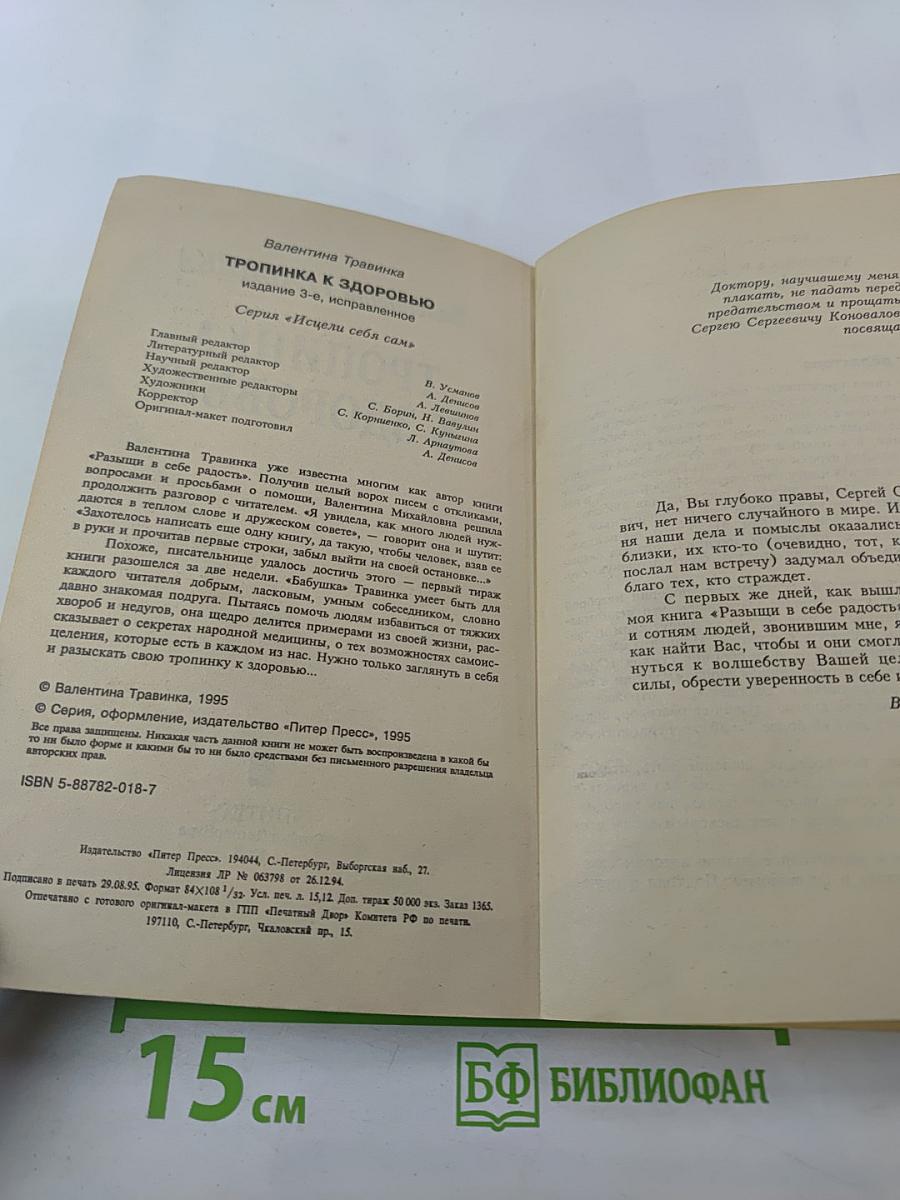 Валентина Травинка
ТРОПИНКА К ЗДОРОВЬЮ
издание 3-е, исправленное
Серия «Исцели себя сам»
Главный редактор В. Усманов
Литературный редактор А. Денисов
Научный редактор А. Левшинов
Художественные редакторы С. Борин, Н. Вавулин
Художники С. Корниенко, С. Куныгина
Корректор Л. Арнаутова
Оригинал-макет подготовил А. Денисов
Валентина Травинка уже известна многим как автор книги
«Разыщи в себе радость». Получив целый ворох писем с откликами,
вопросами и просьбами о помощи, Валентина Михайловна решила
продолжить разговор с читателем. «Я увидела, как много людей нуж-
даются в теплом слове и дружеском совете», — говорит она и шутит:
«Захотелось написать еще одну книгу, да такую, чтобы человек, взяв ее
в руки и прочитав первые строки, забыл выйти на своей остановке...»
Похоже, писательнице удалось достичь этого — первый тираж
книги разошелся за две недели. «Бабушка» Травинка умеет быть для
каждого читателя добрым, ласковым, умным собеседником, словно
давно знакомая подруга. Пытаясь помочь людям избавиться от тяжких
хвороб и недугов, она щедро делится примерами из своей жизни, рас-
сказывает о секретах народной медицины, о тех возможностях самоис-
целения, которые есть в каждом из нас. Нужно только заглянуть в себя
и разыскать свою тропинку к здоровью...
© Валентина Травинка, 1995
© Серия, оформление, издательство «Питер Пресс», 1995
Все права защищены. Никакая часть данной книги не может быть воспроизведена в какой бы
то ни было форме и какими бы то ни было средствами без письменного разрешения владельца
авторских прав.
ISBN 5-88782-018-7
Издательство «Питер Пресс». 194044, С.-Петербург, Выборгская наб., 27.
Лицензия ЛР № 063798 от 26.12.94.
Подписано в печать 29.08.95. Формат 84×108 1/32. Усл. печ. л. 15,12. Доп. тираж 50 000 экз. Заказ 1365.
Отпечатано с готового оригинал-макета в ГПП «Печатный Двор» Комитета РФ по печати.
197110, С.-Петербург, Чкаловский пр., 15.
Доктору, научившему меня
плакать, не падать перед
предательством и прощать
Сергею Сергеевичу Коновалов
посвяща
Да, Вы глубоко правы, Сергей С
вич, нет ничего случайного в мире. И
ня наши дела и помыслы оказались
близки, их кто-то (очевидно, тот, к
послал нам встречу) задумал объеди
благо тех, кто страждет.
С первых же дней, как вышл
моя книга «Разыщи в себе радость»
и сотням людей, звонившим мне, я
как найти Вас, чтобы и они смогл
нуться к волшебству Вашей цел
силы, обрести уверенность в себе и
В
15 см
БФ БИБЛИОФАН